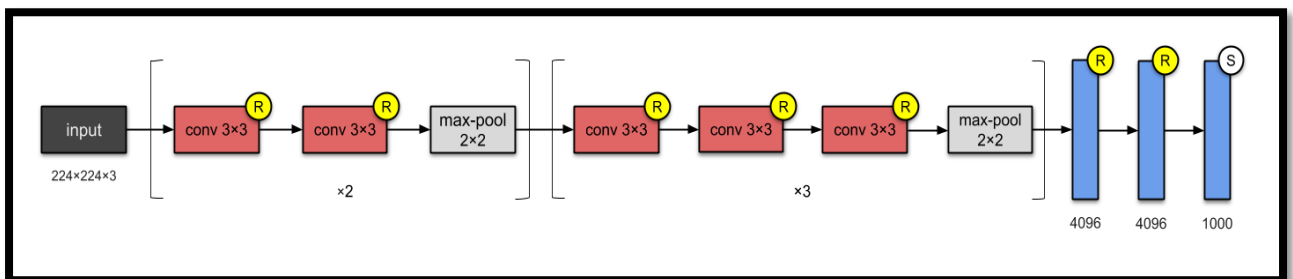 input
224×224×3
conv 3×3
R
conv 3×3
R
max-pool
2×2
×2
conv 3×3
R
conv 3×3
R
conv 3×3
R
max-pool
2×2
×3
R
4096
R
4096
S
1000